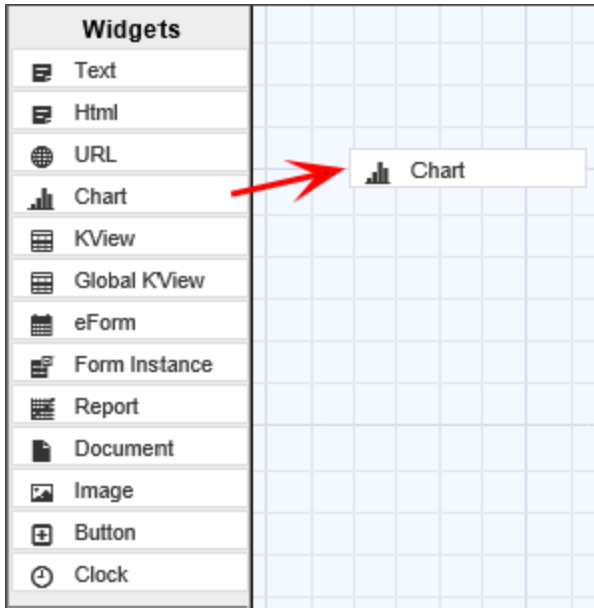 Widgets
Text
Html
URL
Chart
Chart
KView
Global KView
eForm
Form Instance
Report
Document
Image
Button
Clock